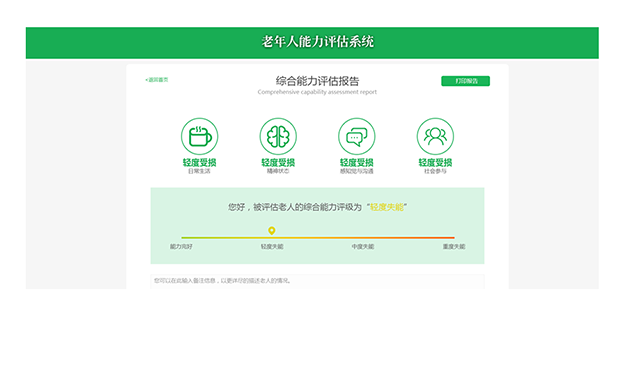 老年人能力评估系统
<返回首页
综合能力评估报告
打印报告
Comprehensive capability assessment report
轻度受损
日常生活
轻度受损
精神状态
轻度受损
感知觉与沟通
轻度受损
社会参与
您好，被评估老人的综合能力评级为“轻度失能”
能力完好
轻度失能
中度失能
重度失能
您可以在此输入备注信息，以更详尽的描述老人的情况。